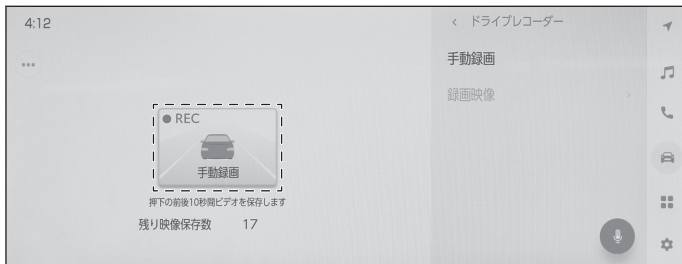 4:12
ドライブレコーダー
手動録画
録画映像
REC
手動録画
押下の前後10秒間ビデオを保存します
残り映像保存数 17